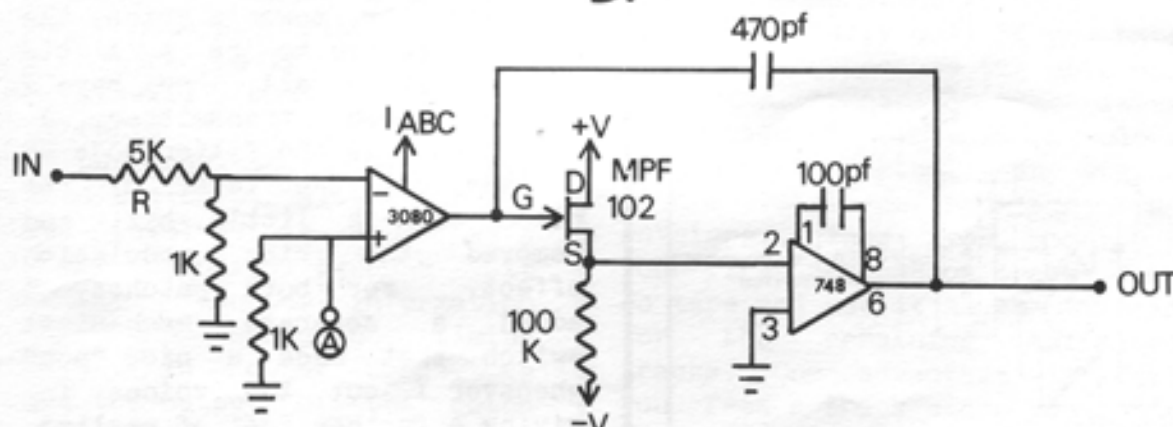 470pf
I ABC
+V
IN
5K
R
MPF
102
D
G
S
100pf
1
8
-
3080
+
2
748
6
3
OUT
1K
1K
A
100
K
-V